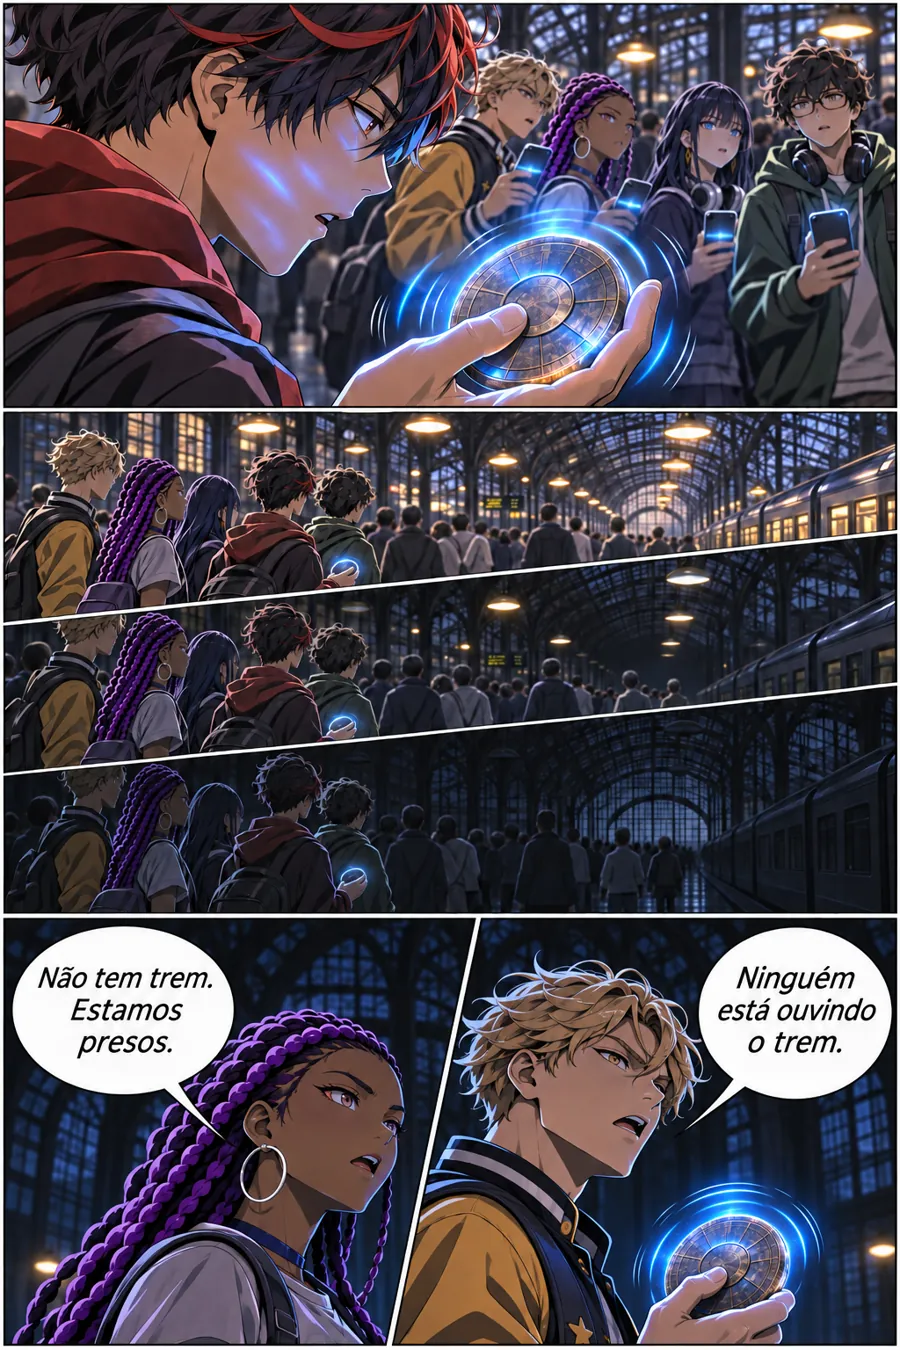 Não tem trem.
Estamos
presos.
Ninguém
está ouvindo
o trem.